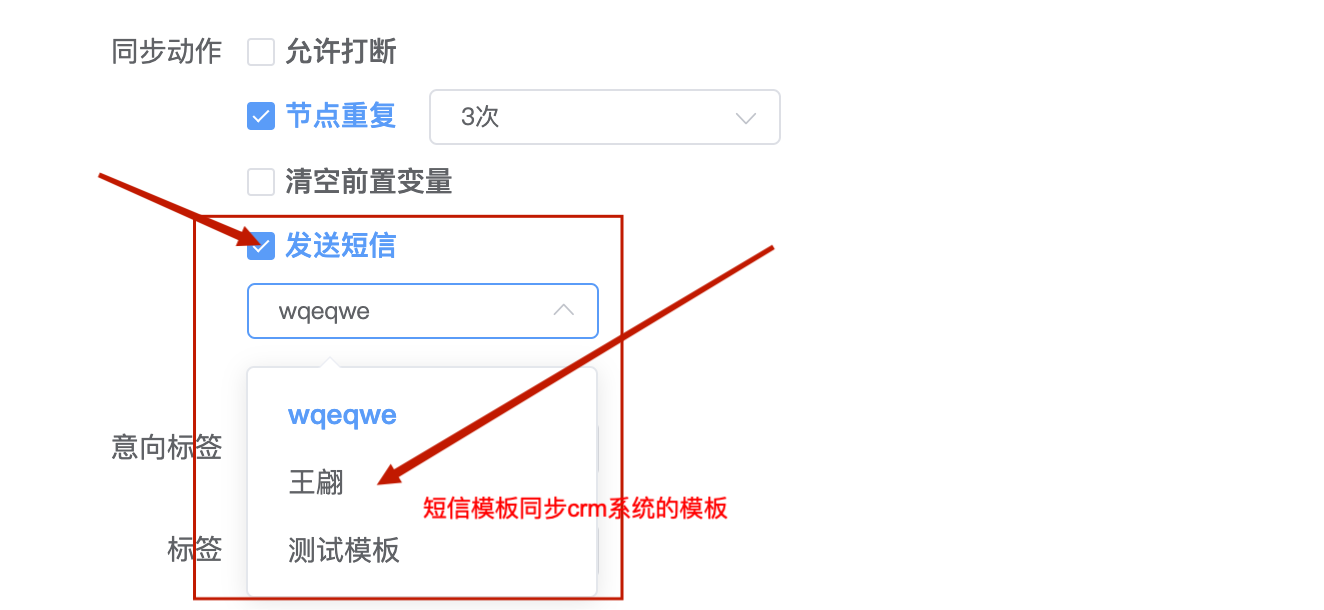 同步动作 允许打断
节点重复 3次
清空前置变量
发送短信
wqeqwe
wqeqwe
意向标签
王翩
短信模板同步crm系统的模板
标签 测试模板